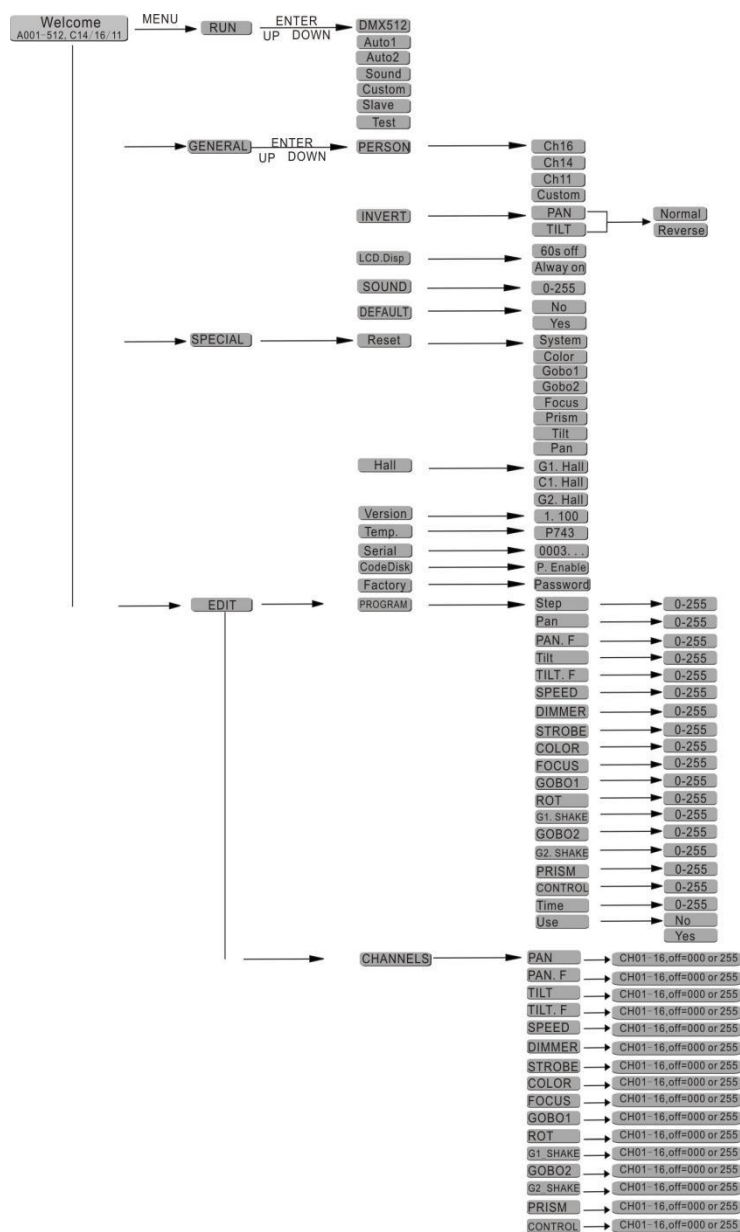 Welcome
A001-512, C14/16/11
MENU
RUN
ENTER
UP DOWN
DMX512
Auto1
Auto2
Sound
Custom
Slave
Test
GENERAL
ENTER
UP DOWN
PERSON
Ch16
Ch14
Ch11
Custom
INVERT
PAN
TILT
Normal
Reverse
LCD.Disp
60s off
Alway on
SOUND
0-255
DEFAULT
No
Yes
SPECIAL
Reset
System
Color
Gobo1
Gobo2
Focus
Prism
Tilt
Pan
Hall
G1. Hall
C1. Hall
G2. Hall
Version
1. 100
Temp.
P743
Serial
0003. . .
CodeDisk
P. Enable
Factory
Password
EDIT
PROGRAM
Step 0-255
Pan 0-255
PAN. F 0-255
Tilt 0-255
TILT. F 0-255
SPEED 0-255
DIMMER 0-255
STROBE 0-255
COLOR 0-255
FOCUS 0-255
GOBO1 0-255
ROT 0-255
G1. SHAKE 0-255
GOBO2 0-255
G2. SHAKE 0-255
PRISM 0-255
CONTROL 0-255
Time 0-255
Use No
Yes
CHANNELS
PAN CH01-16,off=000 or 255
PAN. F CH01-16,off=000 or 255
TILT CH01-16,off=000 or 255
TILT. F CH01-16,off=000 or 255
SPEED CH01-16,off=000 or 255
DIMMER CH01-16,off=000 or 255
STROBE CH01-16,off=000 or 255
COLOR CH01-16,off=000 or 255
FOCUS CH01-16,off=000 or 255
GOBO1 CH01-16,off=000 or 255
ROT CH01-16,off=000 or 255
G1 SHAKE CH01-16,off=000 or 255
GOBO2 CH01-16,off=000 or 255
G2 SHAKE CH01-16,off=000 or 255
PRISM CH01-16,off=000 or 255
CONTROL CH01-16,off=000 or 255